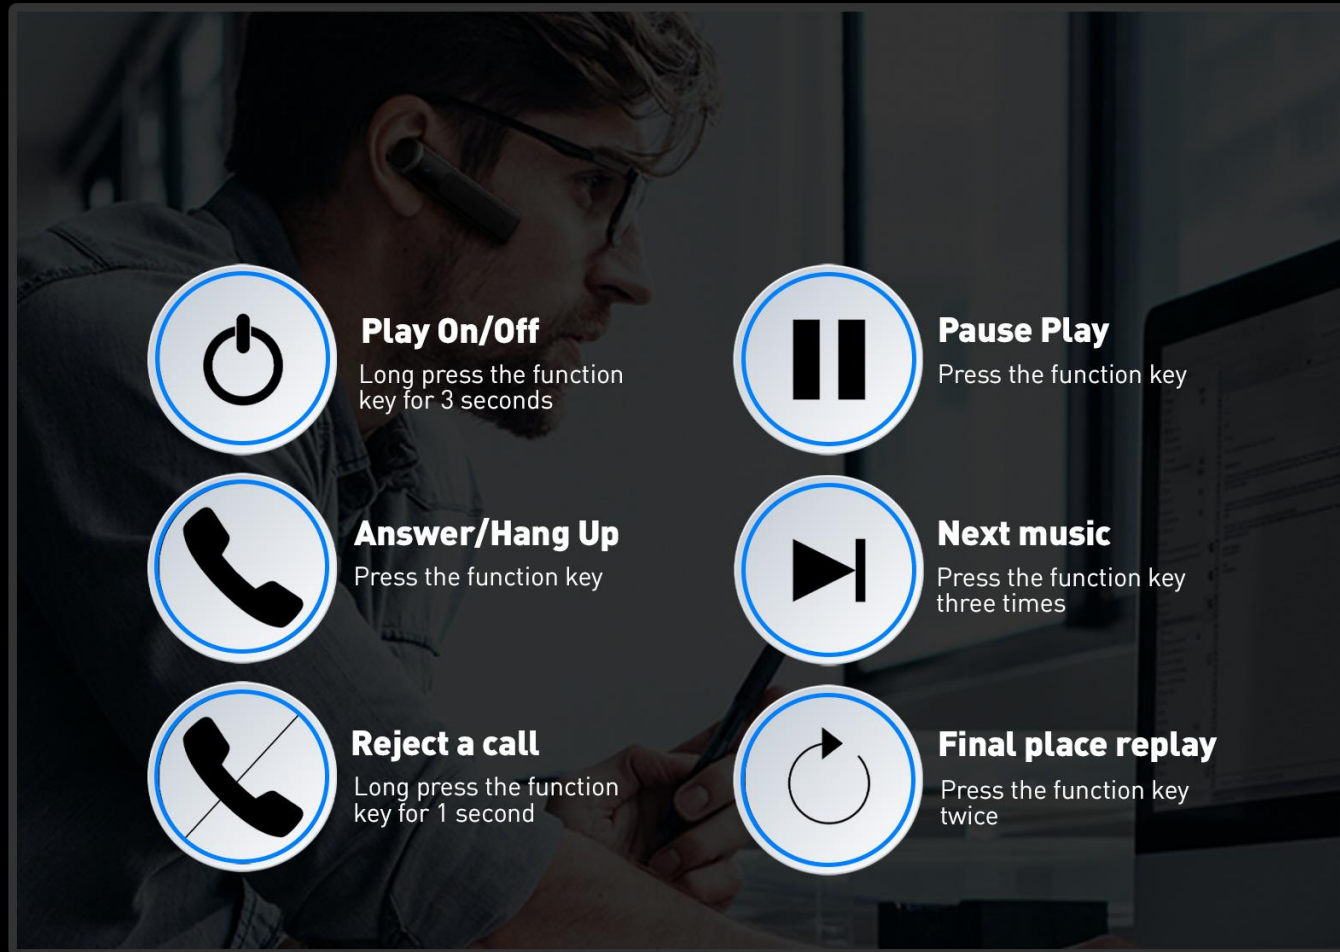 Play On/Off
Long press the function
key for 3 seconds
Answer/Hang Up
Press the function key
Reject a call
Long press the function
key for 1 second
Pause Play
Press the function key
Next music
Press the function key
three times
Final place replay
Press the function key
twice